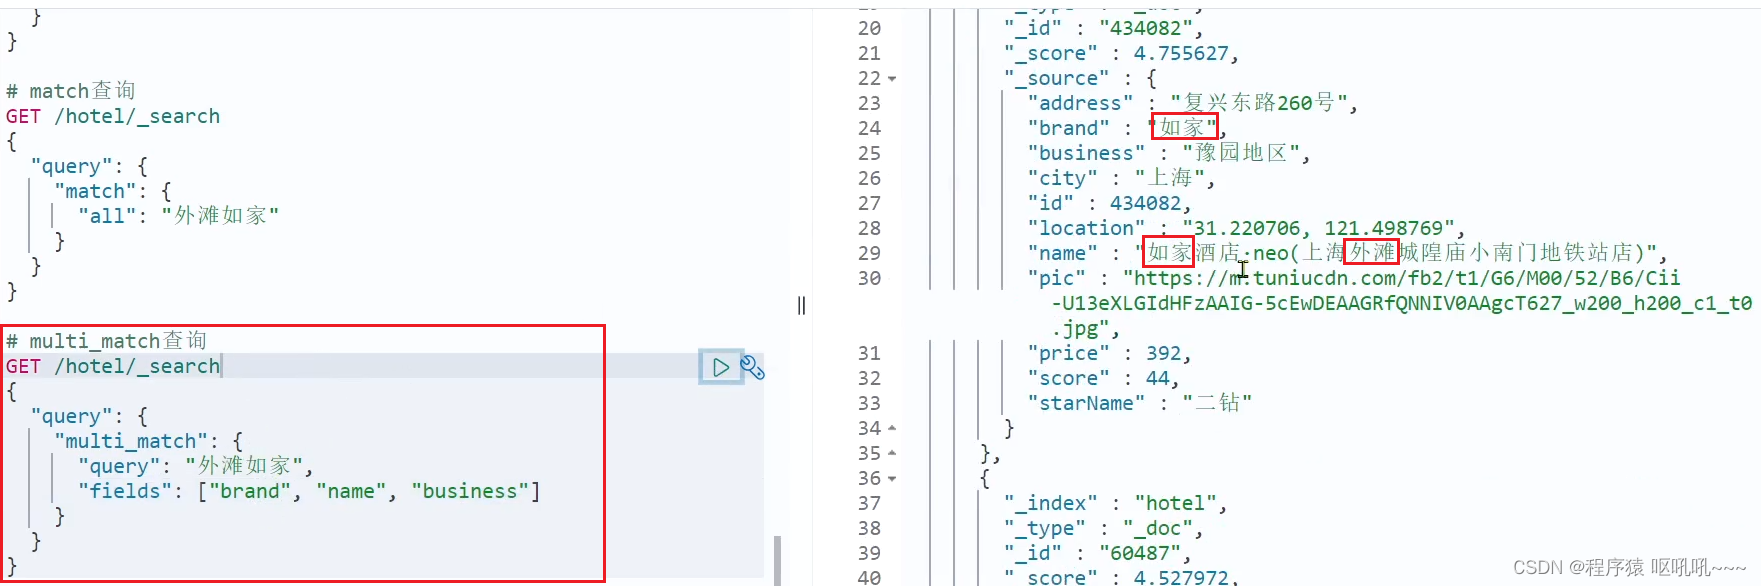 }
}
# match查询
GET /hotel/_search
{
"query": {
"match": {
"all": "外滩如家"
}
}
}
# multi_match查询
GET /hotel/_search
{
"query": {
"multi_match": {
"query": "外滩如家",
"fields": ["brand", "name", "business"]
}
}
}
20 "_id" : "434082",
21 "_score" : 4.755627,
22 "_source" : {
23 "address" : "复兴东路260号",
24 "brand" : "如家",
25 "business" : "豫园地区",
26 "city" : "上海",
27 "id" : 434082,
28 "location" : "31.220706, 121.498769",
29 "name" : "如家酒店·neo(上海外滩城隍庙小南门地铁站店)",
30 "pic" : "https://m.tuniucdn.com/fb2/t1/G6/M00/52/B6/Cii
-U13eXLGIdHFzAAIG-5cEwDEAAGRfQNNIV0AAgcT627_w200_h200_c1_t0
.jpg",
31 "price" : 392,
32 "score" : 44,
33 "starName" : "二钻"
34 }
35 },
36 {
37 "_index" : "hotel",
38 "_type" : "_doc",
39 "_id" : "60487",
40 "_score" : 4.527972,
CSDN @程序猿 呕吼吼~~~